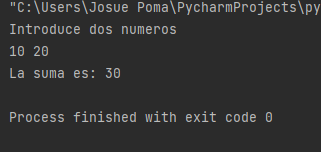 "C:\Users\Josue Poma\PycharmProjects\py
Introduce dos numeros
10 20
La suma es: 30
Process finished with exit code 0